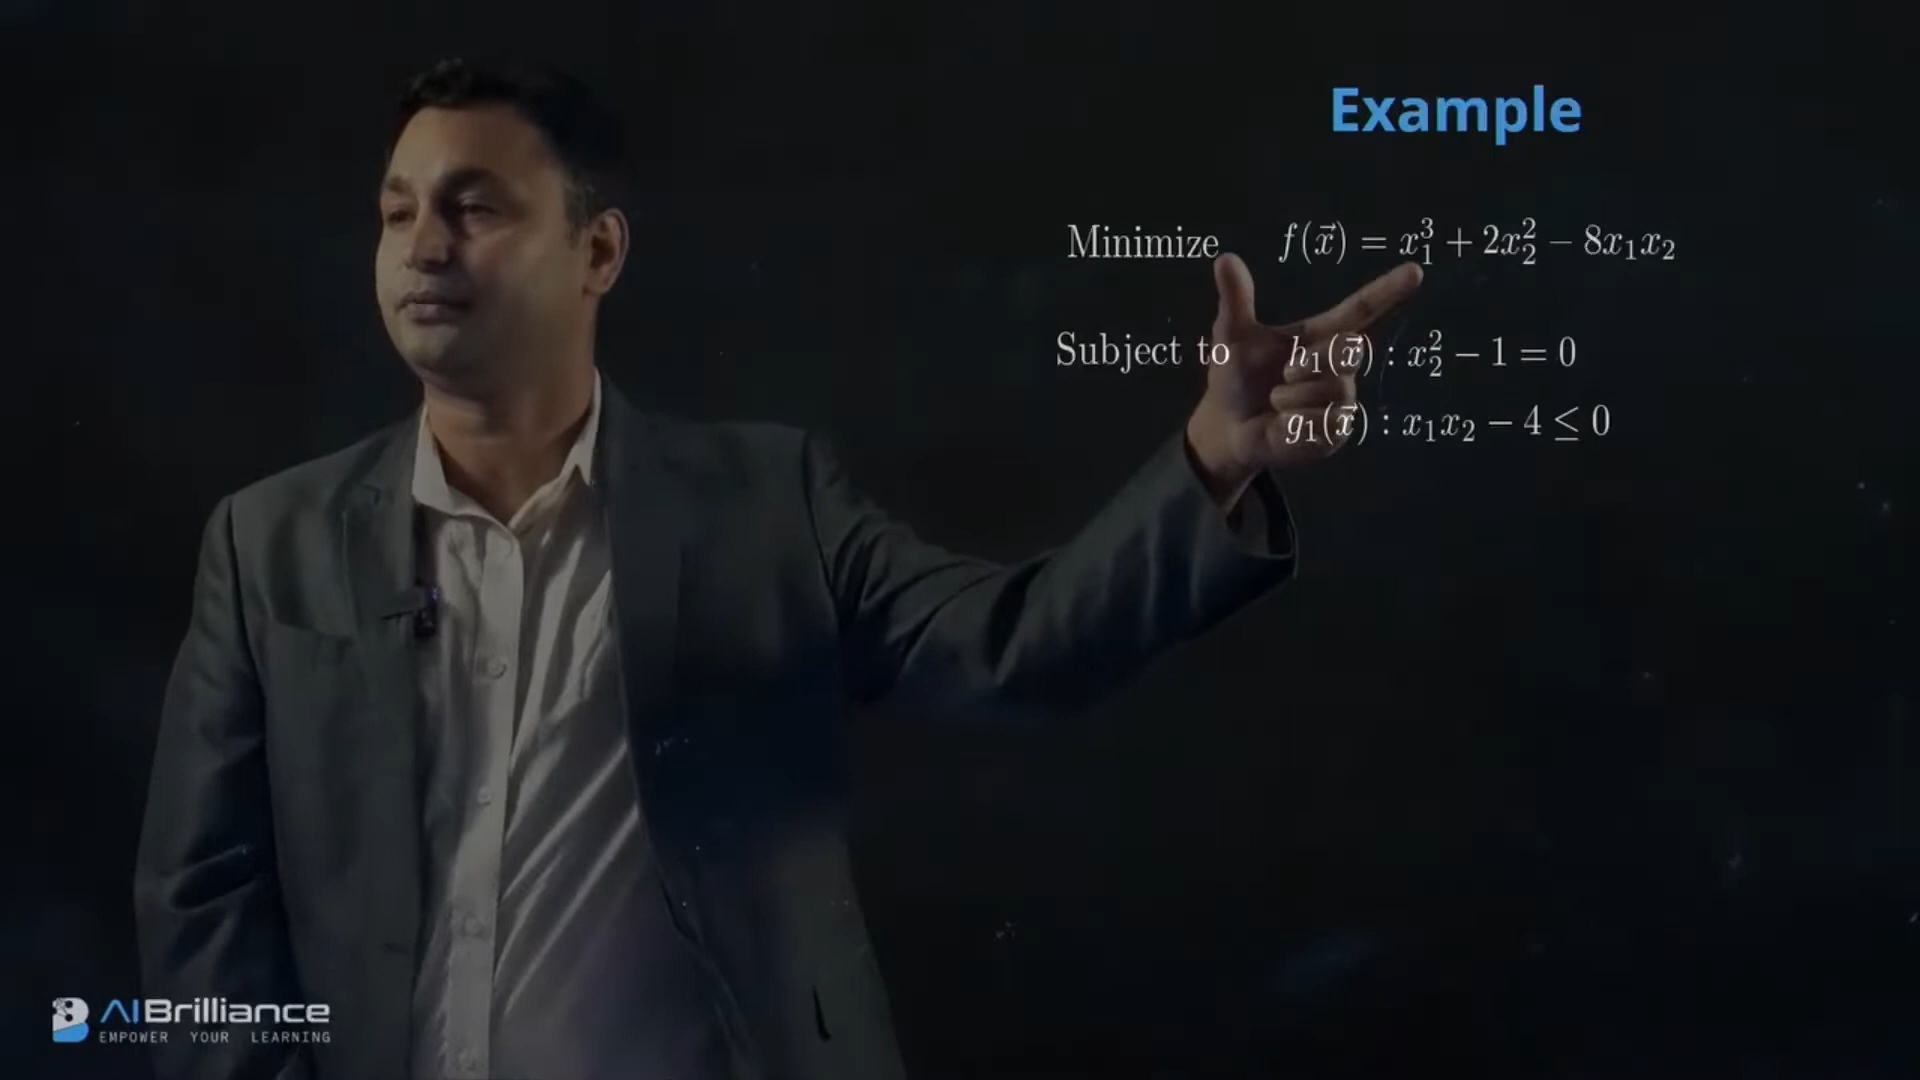 Example
Minimize f(x⃗) = x₁³ + 2x₂² − 8x₁x₂
Subject to h₁(x⃗) : x₂² − 1 = 0
g₁(x⃗) : x₁x₂ − 4 ≤ 0
AIBrilliance
EMPOWER YOUR LEARNING